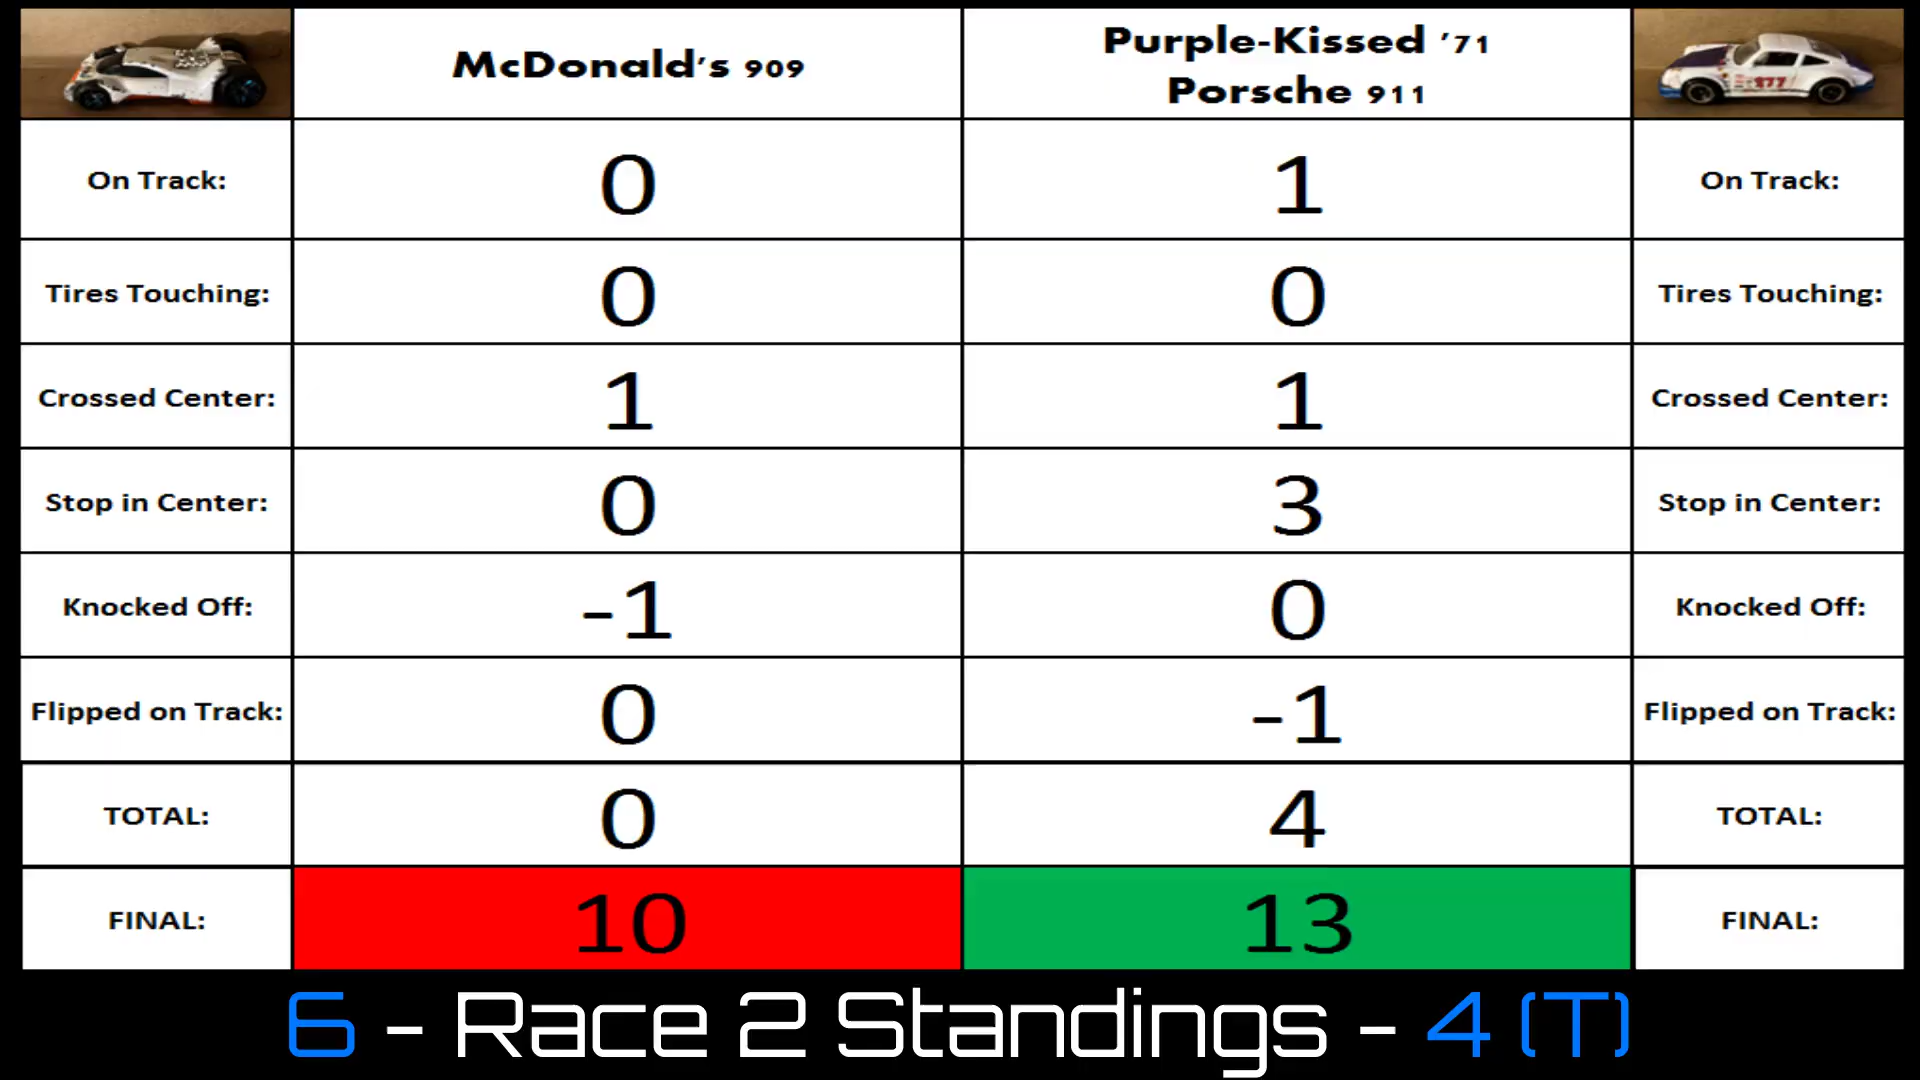 McDonald's 909
Purple-Kissed '71
Porsche 911
On Track: 0 1 On Track:
Tires Touching: 0 0 Tires Touching:
Crossed Center: 1 1 Crossed Center:
Stop in Center: 0 3 Stop in Center:
Knocked Off: -1 0 Knocked Off:
Flipped on Track: 0 -1 Flipped on Track:
TOTAL: 0 4 TOTAL:
FINAL: 10 13 FINAL:
6 - Race 2 Standings - 4 (T)